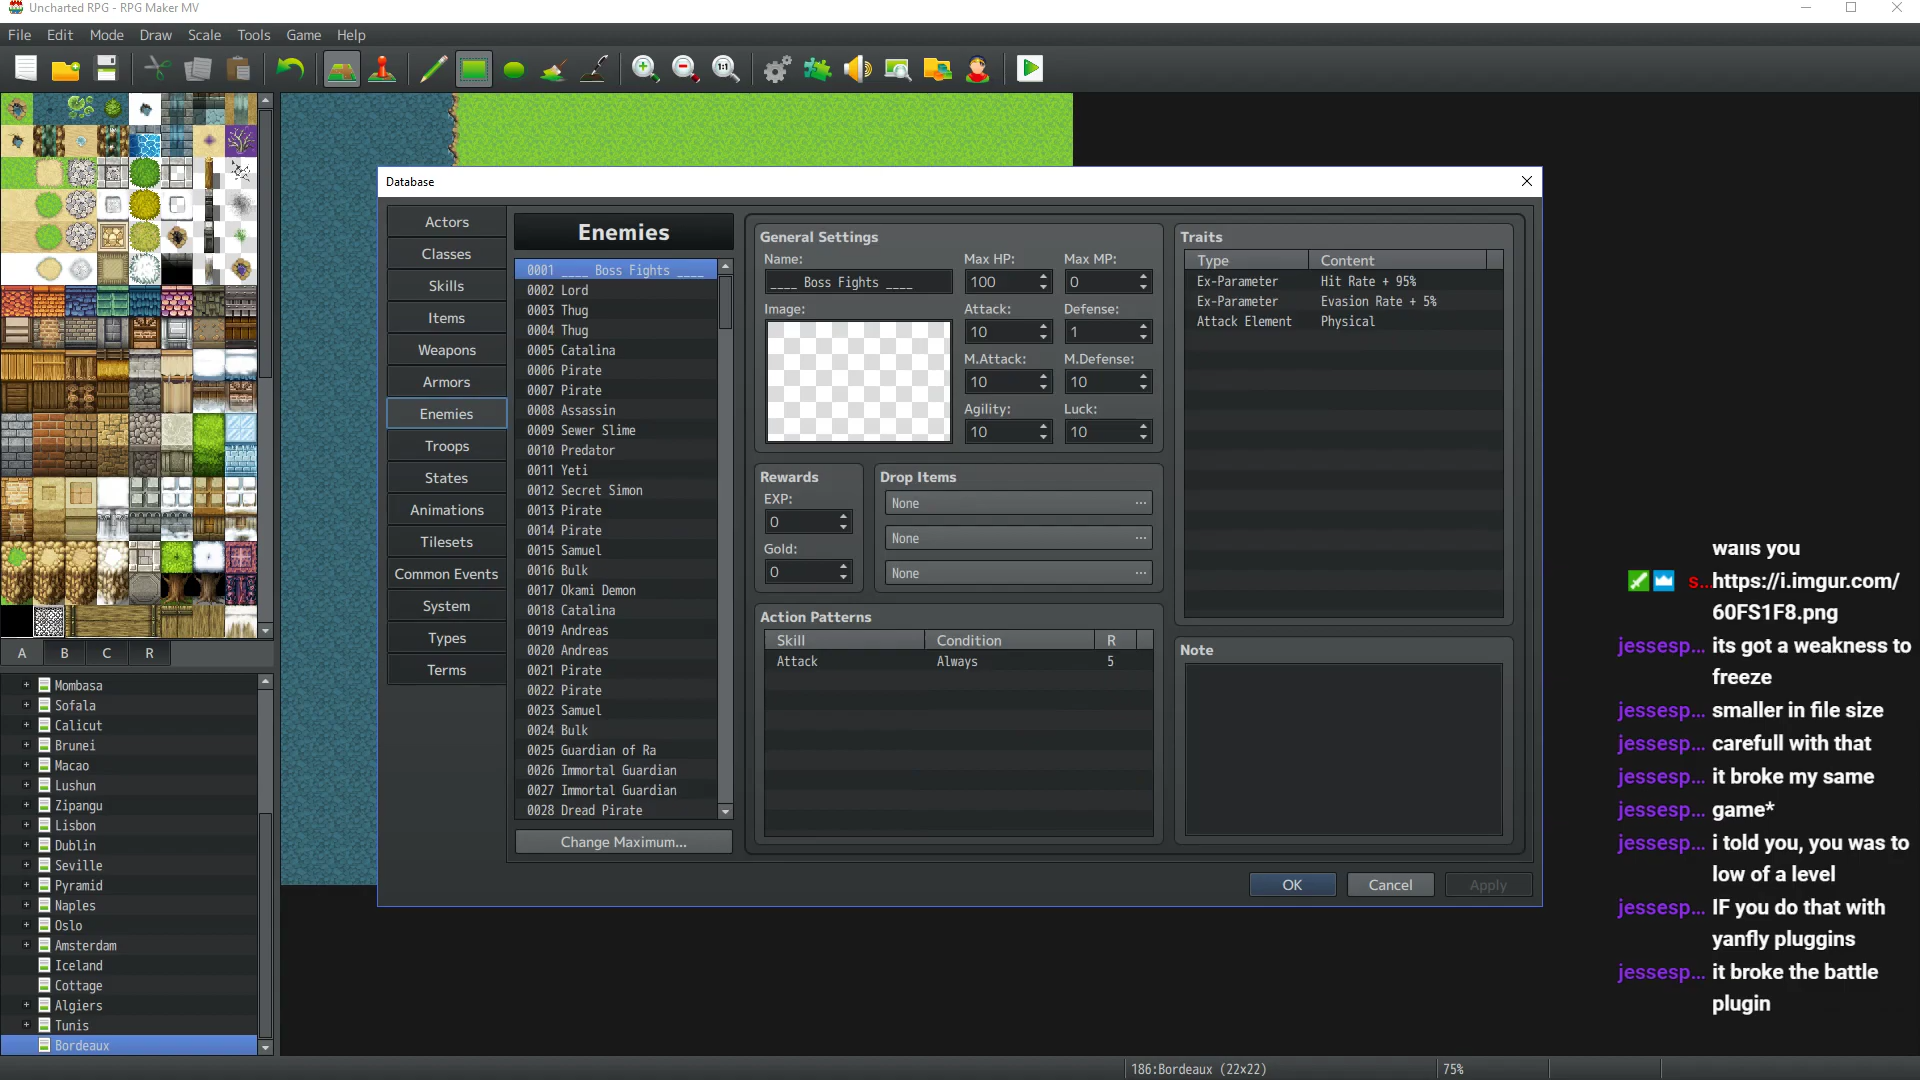 Uncharted RPG - RPG Maker MV
File Edit Mode Draw Scale Tools Game Help
A B C R
Mombasa
Sofala
Calicut
Brunei
Macao
Lushun
Zipangu
Lisbon
Dublin
Seville
Pyramid
Naples
Oslo
Amsterdam
Iceland
Cottage
Algiers
Tunis
Bordeaux
Database
Actors
Classes
Skills
Items
Weapons
Armors
Enemies
Troops
States
Animations
Tilesets
Common Events
System
Types
Terms
Enemies
0001 ____ Boss Fights ____
0002 Lord
0003 Thug
0004 Thug
0005 Catalina
0006 Pirate
0007 Pirate
0008 Assassin
0009 Sewer Slime
0010 Predator
0011 Yeti
0012 Secret Simon
0013 Pirate
0014 Pirate
0015 Samuel
0016 Bulk
0017 Okami Demon
0018 Catalina
0019 Andreas
0020 Andreas
0021 Pirate
0022 Pirate
0023 Samuel
0024 Bulk
0025 Guardian of Ra
0026 Immortal Guardian
0027 Immortal Guardian
0028 Dread Pirate
Change Maximum...
General Settings
Name: Max HP: Max MP:
____ Boss Fights ____ 100 0
Image: Attack: Defense:
10 1
M.Attack: M.Defense:
10 10
Agility: Luck:
10 10
Rewards
EXP:
0
Gold:
0
Drop Items
None ...
None ...
None ...
Action Patterns
Skill Condition R
Attack Always 5
Traits
Type Content
Ex-Parameter Hit Rate + 95%
Ex-Parameter Evasion Rate + 5%
Attack Element Physical
Note
OK Cancel Apply
walls you
s...https://i.imgur.com/
60FS1F8.png
jessesp... its got a weakness to
freeze
jessesp... smaller in file size
jessesp... carefull with that
jessesp... it broke my same
jessesp... game*
jessesp... i told you, you was to
low of a level
jessesp... IF you do that with
yanfly pluggins
jessesp... it broke the battle
plugin
186:Bordeaux (22x22) 75%